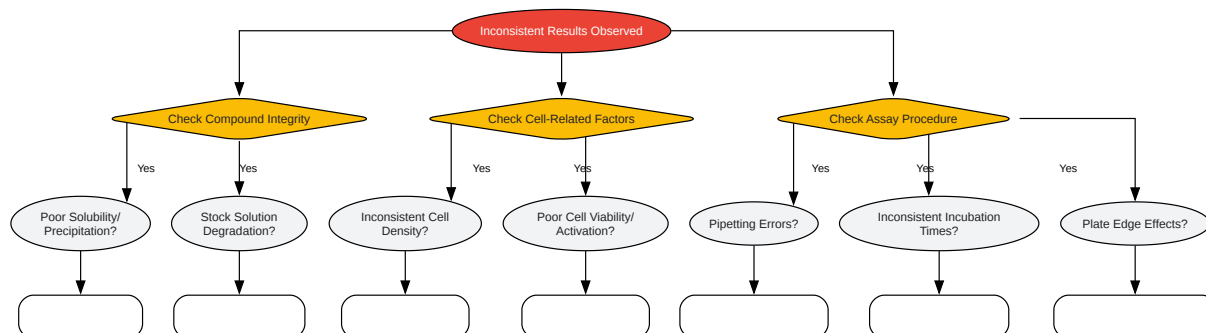 Inconsistent Results Observed
Check Compound Integrity
Check Cell-Related Factors
Check Assay Procedure
Yes
Yes
Yes
Yes
Yes
Yes
Yes
Poor Solubility/
Precipitation?
Stock Solution
Degradation?
Inconsistent Cell
Density?
Poor Cell Viability/
Activation?
Pipetting Errors?
Inconsistent Incubation
Times?
Plate Edge Effects?